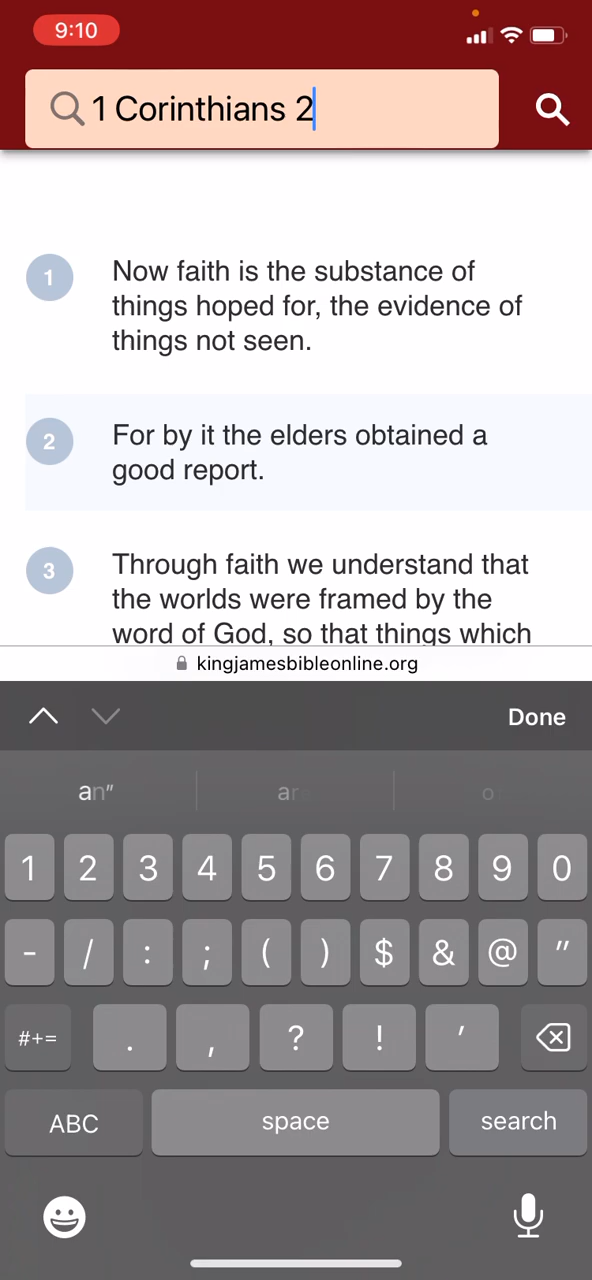 9:10
1 Corinthians 2
1 Now faith is the substance of
things hoped for, the evidence of
things not seen.
2 For by it the elders obtained a
good report.
3 Through faith we understand that
the worlds were framed by the
word of God, so that things which
kingjamesbibleonline.org
Done
an" are o
1 2 3 4 5 6 7 8 9 0
- / : ; ( ) $ & @ "
#+= . , ? ! '
ABC space search